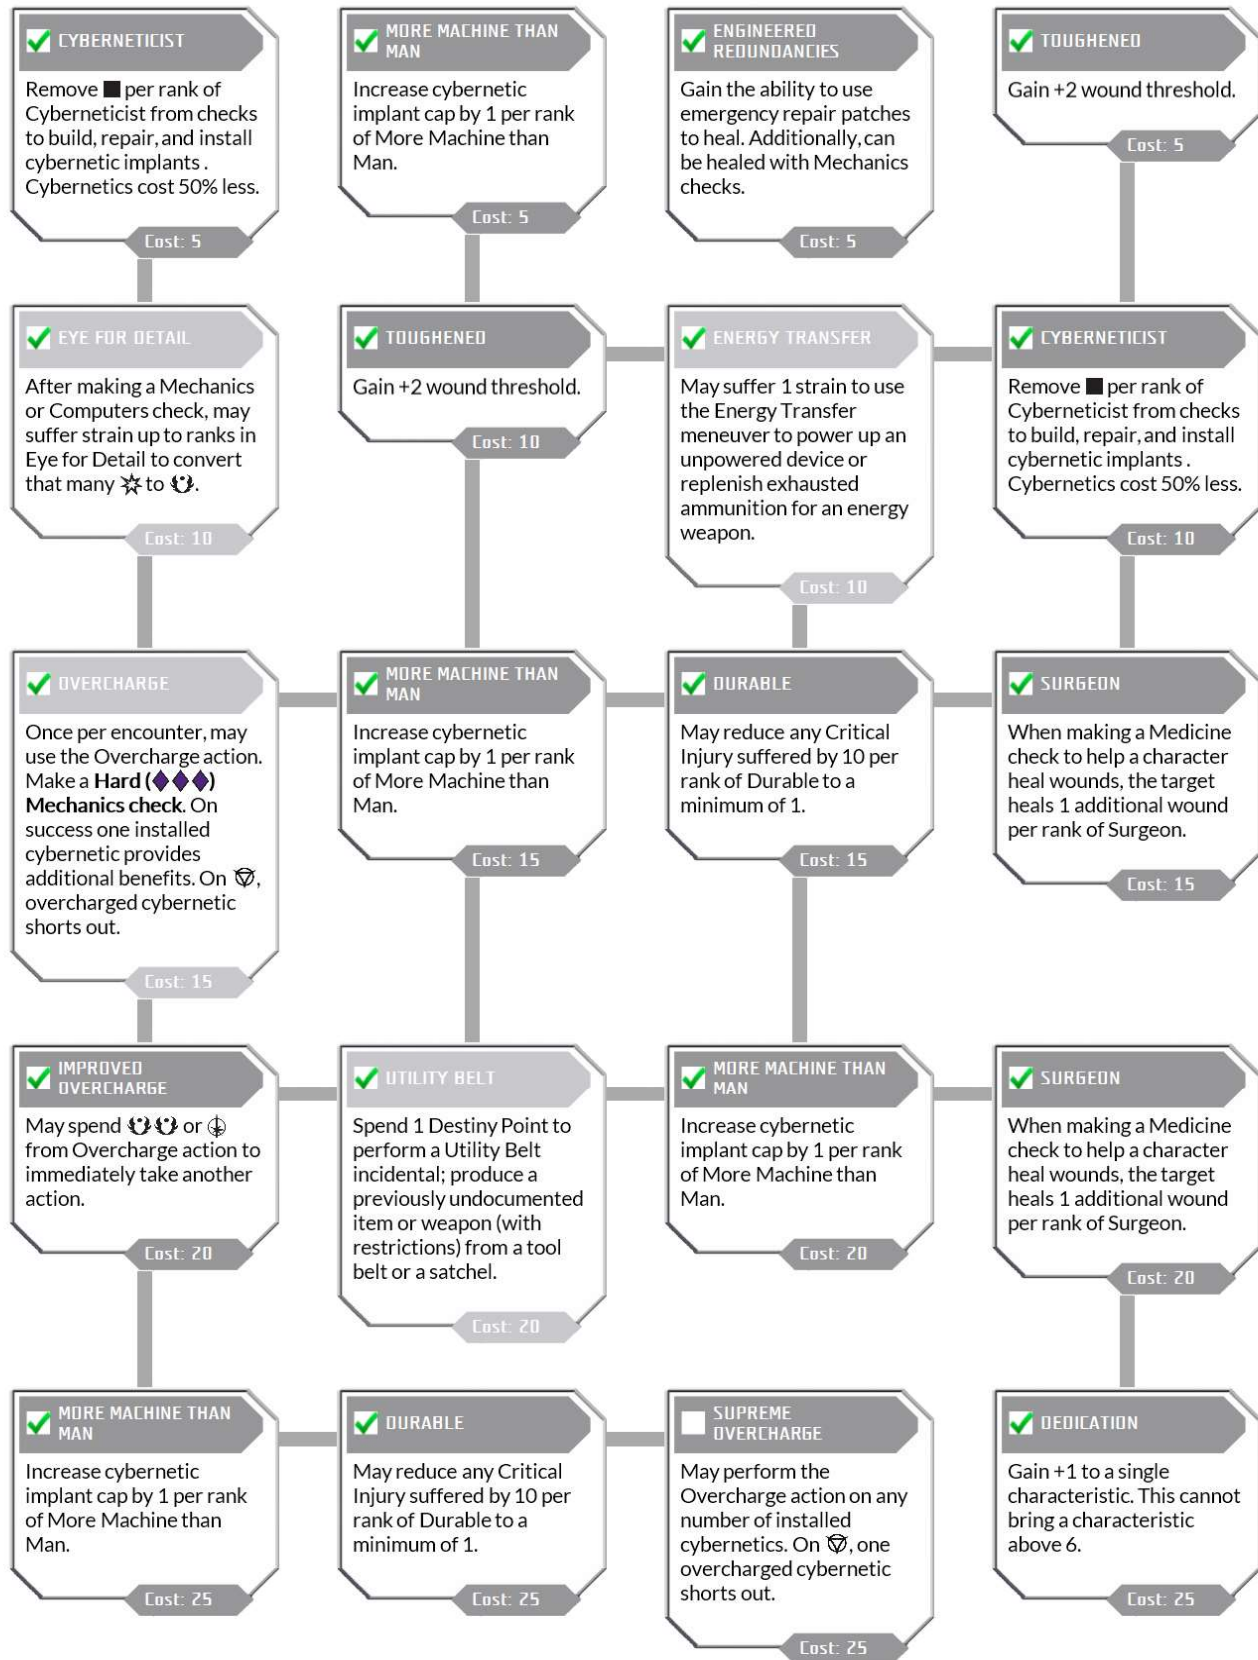 CYBERNETICIST
Remove ■ per rank of
Cyberneticist from checks
to build, repair, and install
cybernetic implants .
Cybernetics cost 50% less.
Cost: 5
MORE MACHINE THAN
MAN
Increase cybernetic
implant cap by 1 per rank
of More Machine than
Man.
Cost: 5
ENGINEERED
REDUNDANCIES
Gain the ability to use
emergency repair patches
to heal. Additionally, can
be healed with Mechanics
checks.
Cost: 5
TOUGHENED
Gain +2 wound threshold.
Cost: 5
EYE FOR DETAIL
After making a Mechanics
or Computers check, may
suffer strain up to ranks in
Eye for Detail to convert
that many to .
Cost: 10
TOUGHENED
Gain +2 wound threshold.
Cost: 10
ENERGY TRANSFER
May suffer 1 strain to use
the Energy Transfer
meneuver to power up an
unpowered device or
replenish exhausted
ammunition for an energy
weapon.
Cost: 10
CYBERNETICIST
Remove ■ per rank of
Cyberneticist from checks
to build, repair, and install
cybernetic implants .
Cybernetics cost 50% less.
Cost: 10
OVERCHARGE
Once per encounter, may
use the Overcharge action.
Make a Hard (◆◆◆)
Mechanics check. On
success one installed
cybernetic provides
additional benefits. On ,
overcharged cybernetic
shorts out.
Cost: 15
MORE MACHINE THAN
MAN
Increase cybernetic
implant cap by 1 per rank
of More Machine than
Man.
Cost: 15
DURABLE
May reduce any Critical
Injury suffered by 10 per
rank of Durable to a
minimum of 1.
Cost: 15
SURGEON
When making a Medicine
check to help a character
heal wounds, the target
heals 1 additional wound
per rank of Surgeon.
Cost: 15
IMPROVED
OVERCHARGE
May spend or
from Overcharge action to
immediately take another
action.
Cost: 20
UTILITY BELT
Spend 1 Destiny Point to
perform a Utility Belt
incidental; produce a
previously undocumented
item or weapon (with
restrictions) from a tool
belt or a satchel.
Cost: 20
MORE MACHINE THAN
MAN
Increase cybernetic
implant cap by 1 per rank
of More Machine than
Man.
Cost: 20
SURGEON
When making a Medicine
check to help a character
heal wounds, the target
heals 1 additional wound
per rank of Surgeon.
Cost: 20
MORE MACHINE THAN
MAN
Increase cybernetic
implant cap by 1 per rank
of More Machine than
Man.
Cost: 25
DURABLE
May reduce any Critical
Injury suffered by 10 per
rank of Durable to a
minimum of 1.
Cost: 25
SUPREME
OVERCHARGE
May perform the
Overcharge action on any
number of installed
cybernetics. On , one
overcharged cybernetic
shorts out.
Cost: 25
DEDICATION
Gain +1 to a single
characteristic. This cannot
bring a characteristic
above 6.
Cost: 25